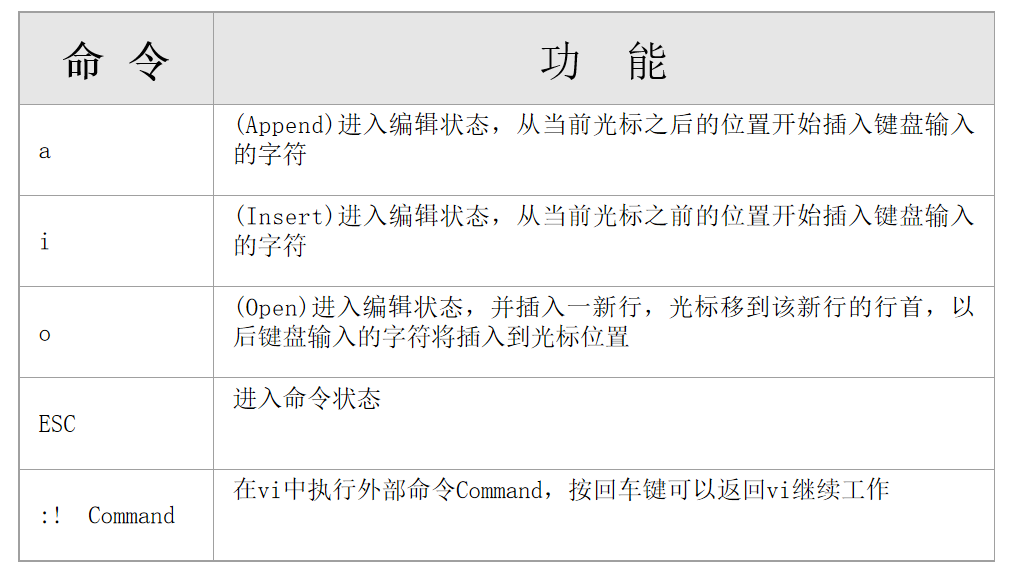 命 令
功 能
a
(Append)进入编辑状态，从当前光标之后的位置开始插入键盘输入
的字符
i
(Insert)进入编辑状态，从当前光标之前的位置开始插入键盘输入
的字符
o
(Open)进入编辑状态，并插入一新行，光标移到该新行的行首，以
后键盘输入的字符将插入到光标位置
ESC
进入命令状态
:! Command
在vi中执行外部命令Command，按回车键可以返回vi继续工作